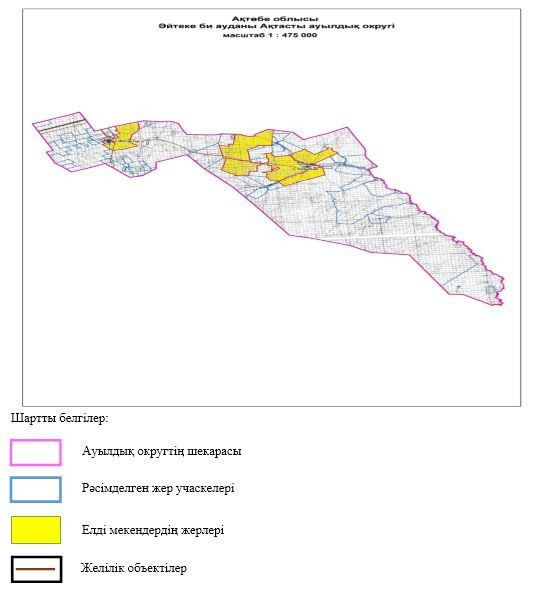 Ақтөбе облысы
Әйтеке би ауданы Ақтасты ауылдық округі
масштаб 1 : 475 000
Шартты белгілер:
Ауылдық округтің шекарасы
Рәсімделген жер учаскелері
Елді мекендердің жерлері
Желілік объектілер